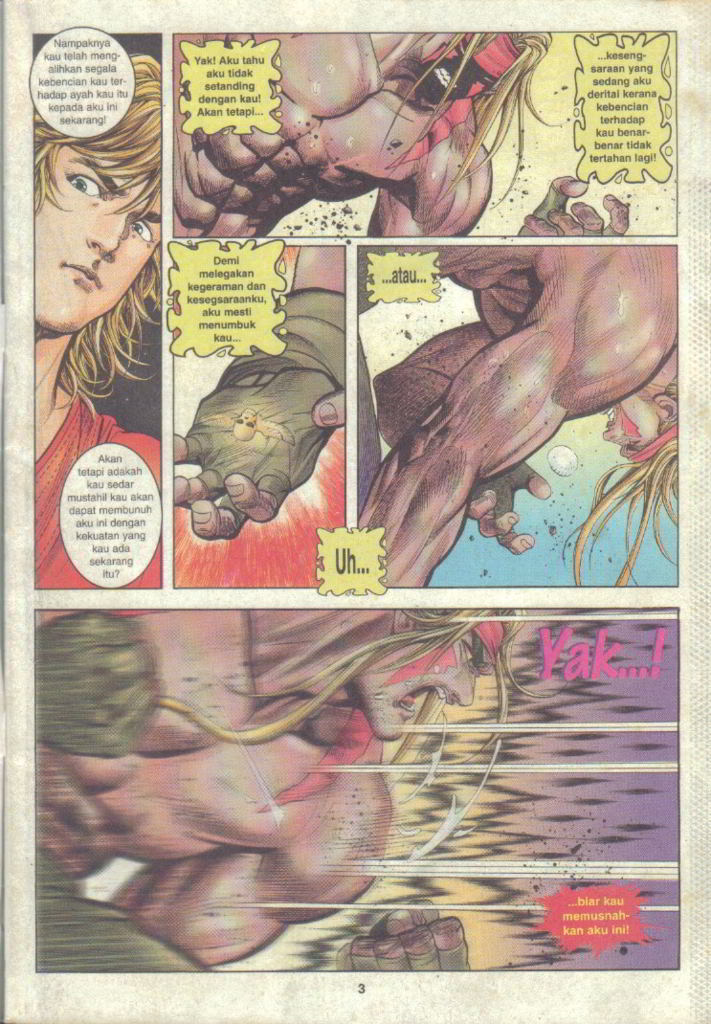 Nampaknya
kau telah meng-
alihkan segala
kebencian kau ter-
hadap ayah kau itu
kepada aku ini
sekarang!
Akan
tetapi adakah
kau sedar
mustahil kau akan
dapat membunuh
aku ini dengan
kekuatan yang
kau ada
sekarang
itu?
Yak! Aku tahu
aku tidak
setanding
dengan kau!
Akan tetapi...
...keseng-
saraan yang
sedang aku
deritai kerana
kebencian
terhadap
kau benar-
benar tidak
tertahan lagi!
Demi
melegakan
kegeraman dan
kesegsaraanku,
aku mesti
menumbuk
kau...
...atau...
Uh...
Yak....!
...biar kau
memusnah-
kan aku ini!
3